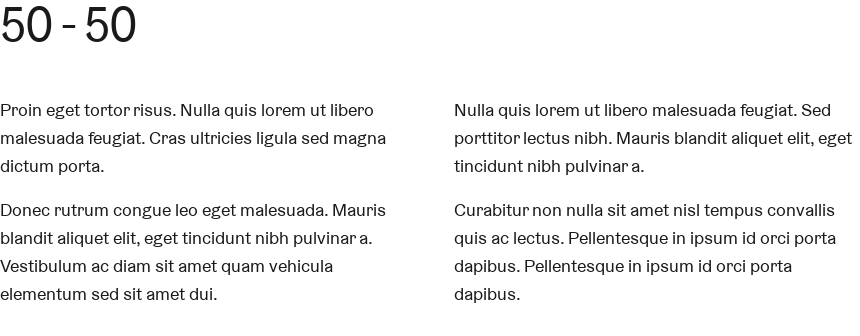 50 - 50
Proin eget tortor risus. Nulla quis lorem ut libero
malesuada feugiat. Cras ultricies ligula sed magna
dictum porta.
Donec rutrum congue leo eget malesuada. Mauris
blandit aliquet elit, eget tincidunt nibh pulvinar a.
Vestibulum ac diam sit amet quam vehicula
elementum sed sit amet dui.
Nulla quis lorem ut libero malesuada feugiat. Sed
porttitor lectus nibh. Mauris blandit aliquet elit, eget
tincidunt nibh pulvinar a.
Curabitur non nulla sit amet nisl tempus convallis
quis ac lectus. Pellentesque in ipsum id orci porta
dapibus. Pellentesque in ipsum id orci porta
dapibus.